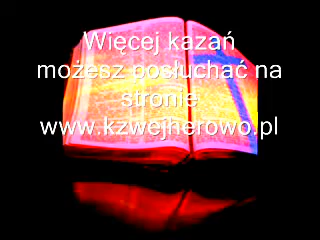 Więcej kazań
możesz posłuchać na
stronie
www.kzwejherowo.pl